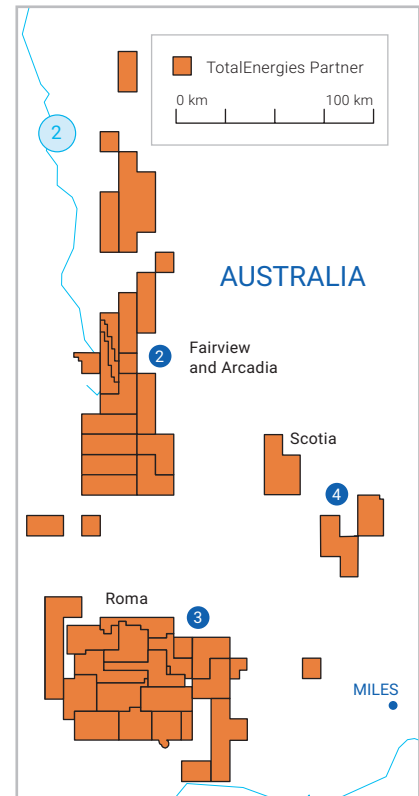 TotalEnergies Partner
0 km 100 km
2
AUSTRALIA
2
Fairview
and Arcadia
Scotia
4
Roma
3
MILES